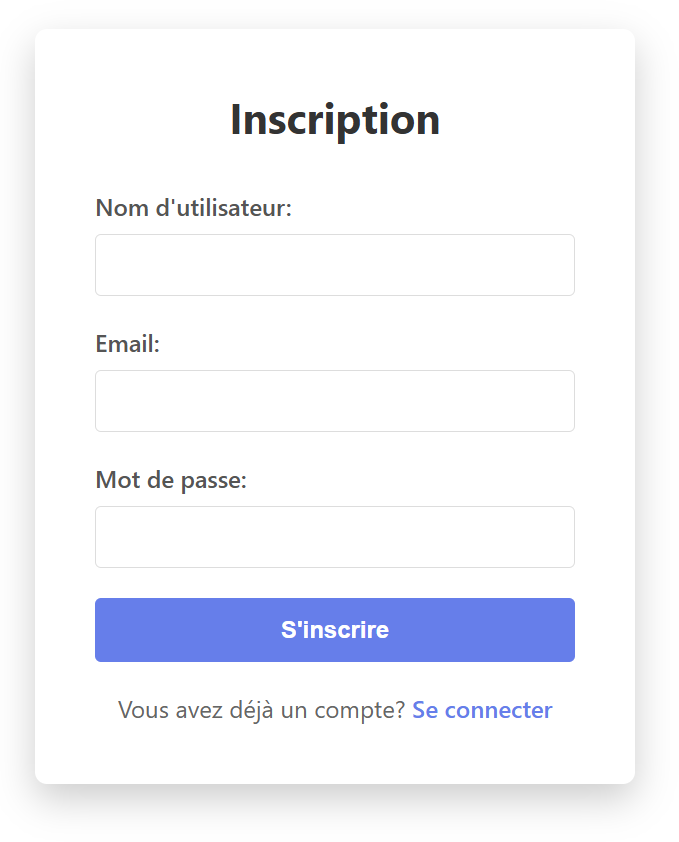 Inscription
Nom d'utilisateur:
Email:
Mot de passe:
S'inscrire
Vous avez déjà un compte? Se connecter